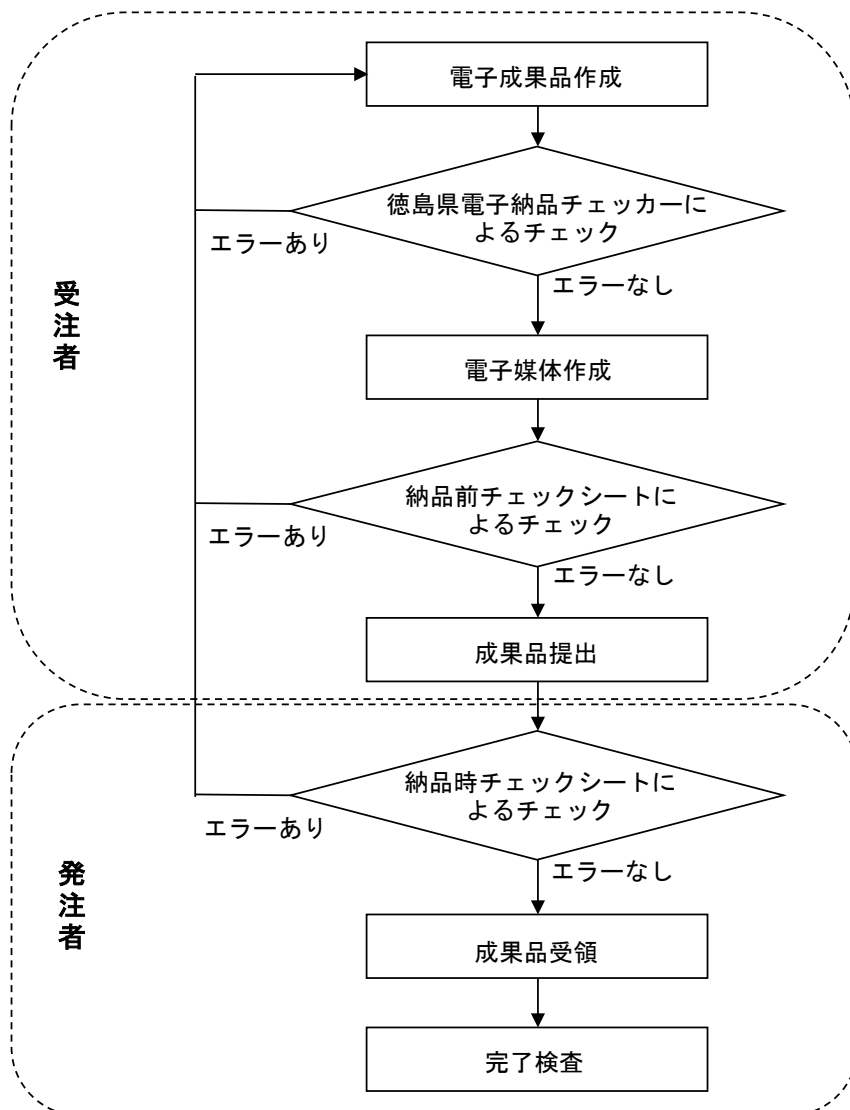 電子成果品作成
徳島県電子納品チェッカーに
よるチェック
エラーあり
エラーなし
受注者
電子媒体作成
納品前チェックシートに
よるチェック
エラーあり
エラーなし
成果品提出
納品時チェックシートに
よるチェック
エラーあり
エラーなし
発注者
成果品受領
完了検査